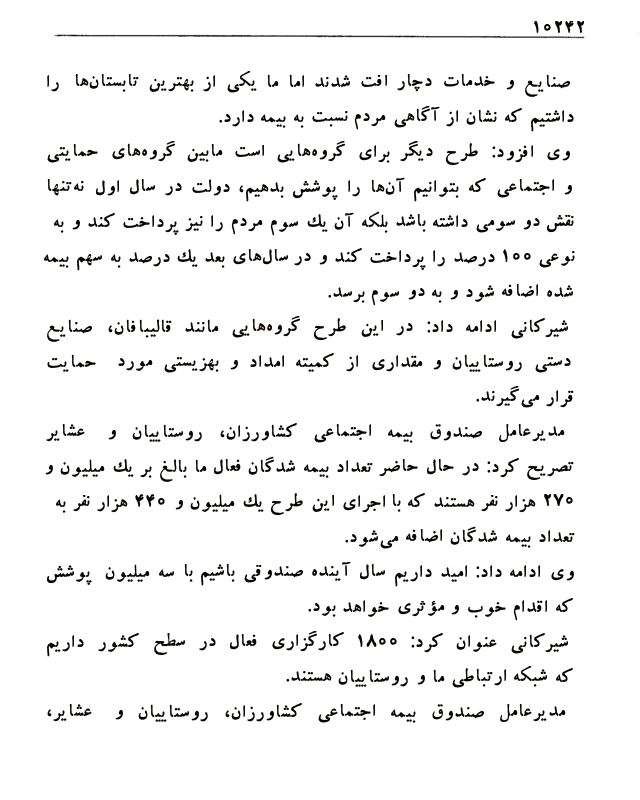 ۱۰۲۴۲
صنایع و خدمات دچار افت شدند اما ما یکی از بهترین تابستان‌ها را
داشتیم که نشان از آگاهی مردم نسبت به بیمه دارد.
وی افزود: طرح دیگر برای گروه‌هایی است مابین گروه‌های حمایتی
و اجتماعی که بتوانیم آن‌ها را پوشش بدهیم، دولت در سال اول نه‌تنها
نقش دو سومی داشته باشد بلکه آن یك سوم مردم را نیز پرداخت کند و به
نوعی ۱۰۰ درصد را پرداخت کند و در سال‌های بعد یك درصد به سهم بیمه
شده اضافه شود و به دو سوم برسد.
شیرکانی ادامه داد: در این طرح گروه‌هایی مانند قالیبافان، صنایع
دستی روستاییان و مقداری از کمیته امداد و بهزیستی مورد حمایت
قرار می‌گیرند.
مدیرعامل صندوق بیمه اجتماعی کشاورزان، روستاییان و عشایر
تصریح کرد: در حال حاضر تعداد بیمه شدگان فعال ما بالغ بر یك میلیون و
۲۷۰ هزار نفر هستند که با اجرای این طرح یك میلیون و ۴۴۰ هزار نفر به
تعداد بیمه شدگان اضافه می‌شود.
وی ادامه داد: امید داریم سال آینده صندوقی باشیم با سه میلیون پوشش
که اقدام خوب و مؤثری خواهد بود.
شیرکانی عنوان کرد: ۱۸۰۰ کارگزاری فعال در سطح کشور داریم
که شبکه ارتباطی ما و روستاییان هستند.
مدیرعامل صندوق بیمه اجتماعی کشاورزان، روستاییان و عشایر،